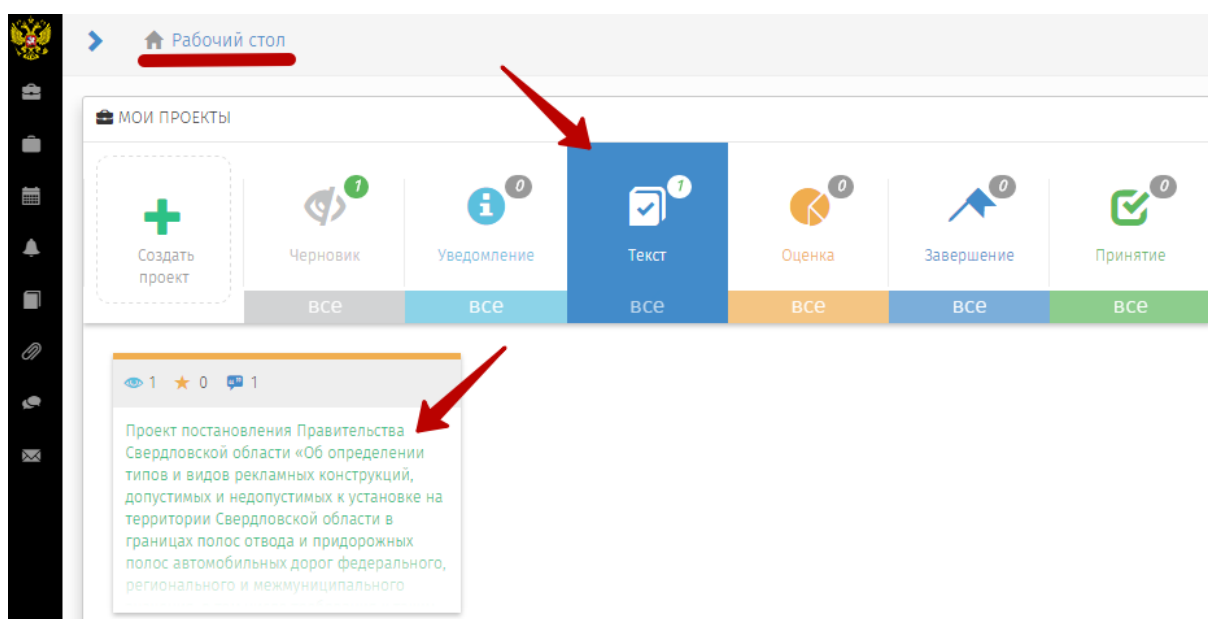 Рабочий стол
МОИ ПРОЕКТЫ
1
0
1
0
0
0
Создать
проект
Черновик
Уведомление
Текст
Оценка
Завершение
Принятие
все
все
все
все
все
все
1 0 1
Проект постановления Правительства
Свердловской области «Об определении
типов и видов рекламных конструкций,
допустимых и недопустимых к установке на
территории Свердловской области в
границах полос отвода и придорожных
полос автомобильных дорог федерального,
регионального и межмуниципального